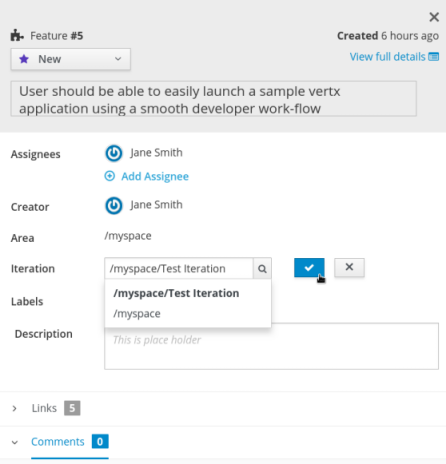 Feature #5
Created 6 hours ago
New
View full details
User should be able to easily launch a sample vertx
application using a smooth developer work-flow
Assignees
Jane Smith
Add Assignee
Creator
Jane Smith
Area
/myspace
Iteration
/myspace/Test Iteration
/myspace/Test Iteration
/myspace
Labels
Description
This is place holder
Links 5
Comments 0